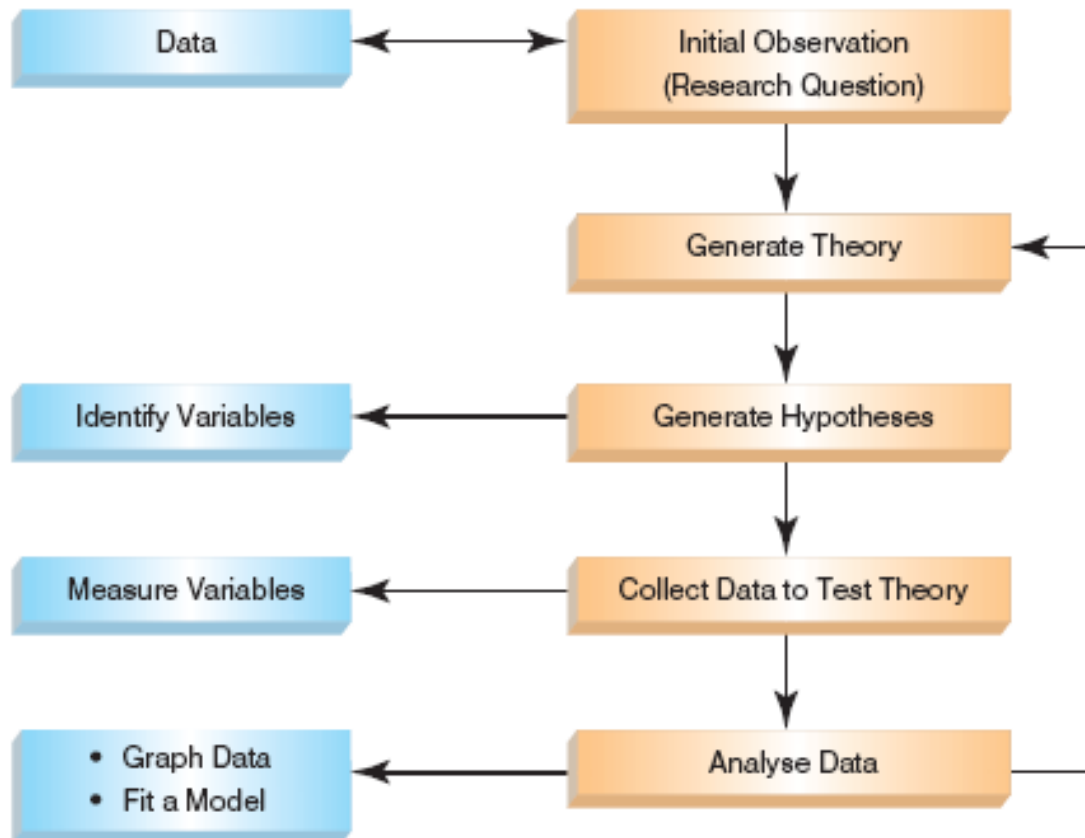 Data
Initial Observation
(Research Question)
Generate Theory
Identify Variables
Generate Hypotheses
Measure Variables
Collect Data to Test Theory
• Graph Data
• Fit a Model
Analyse Data